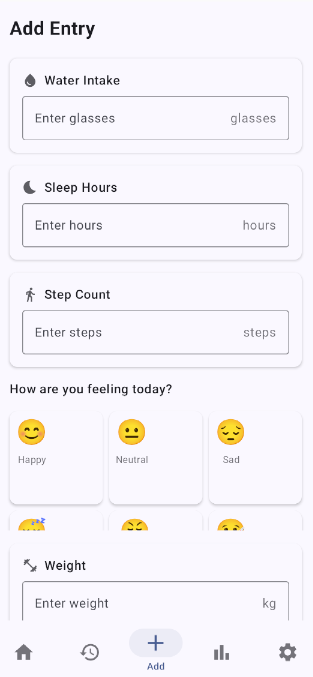 Add Entry
Water Intake
Enter glasses glasses
Sleep Hours
Enter hours hours
Step Count
Enter steps steps
How are you feeling today?
Happy Neutral Sad
Weight
Enter weight kg
Add